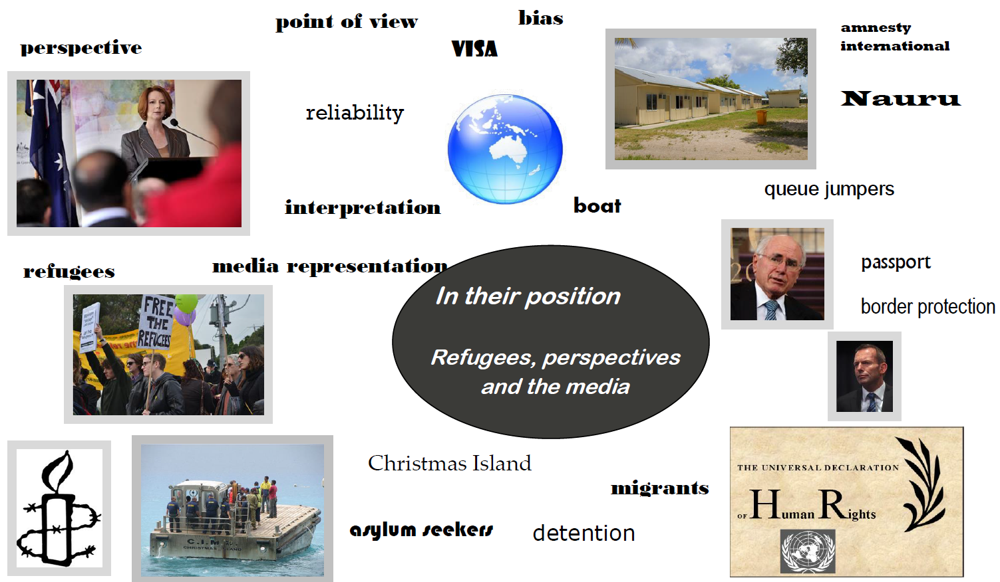 point of view
bias
amnesty
international
perspective
VISA
Nauru
reliability
queue jumpers
interpretation
boat
refugees
media representation
passport
border protection
In their position
Refugees, perspectives
and the media
FREE
THE
REFUGEES
Christmas Island
migrants
asylum seekers
detention
CHRISTMAS ISLAND
THE UNIVERSAL DECLARATION
OF Human Rights